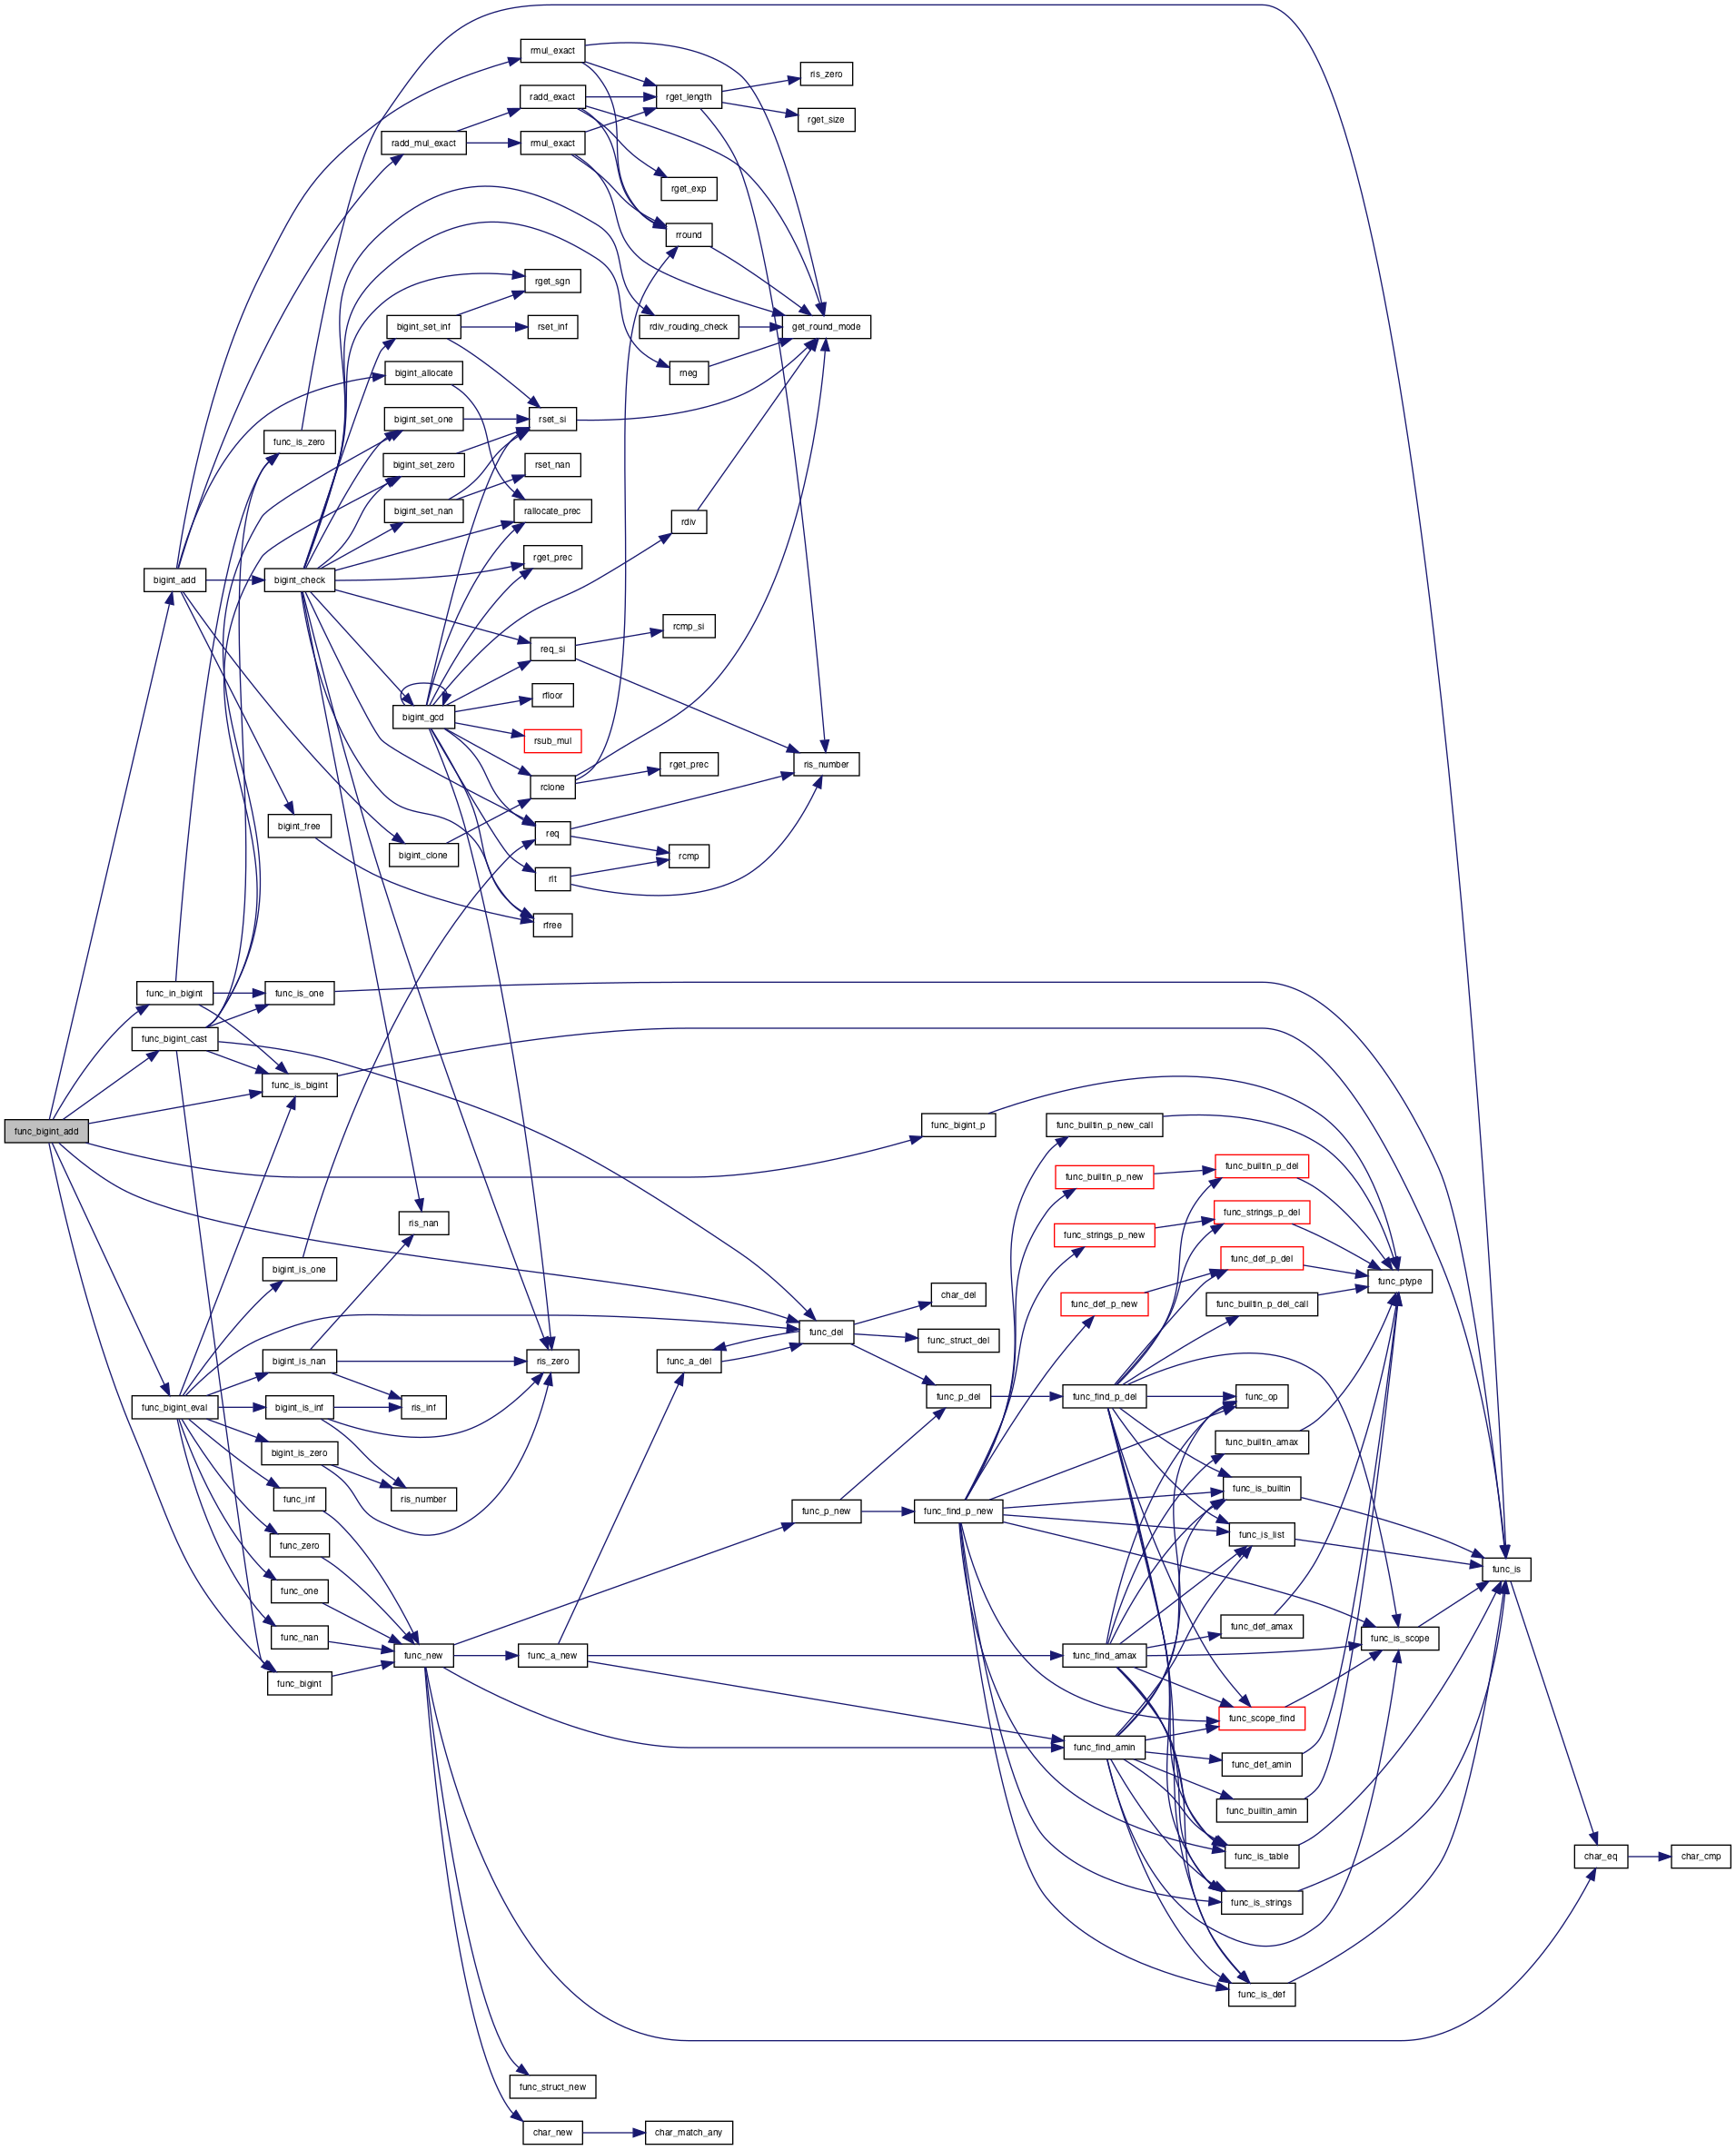 rmul_exact
ris_zero
radd_exact
rget_length
rget_size
radd_mul_exact
rmul_exact
rget_exp
rround
rget_sgn
bigint_set_inf
rset_inf
rdiv_rouding_check
get_round_mode
bigint_allocate
rneg
bigint_set_one
rset_si
func_is_zero
bigint_set_zero
rset_nan
bigint_set_nan
rallocate_prec
rdiv
rget_prec
bigint_add
bigint_check
rcmp_si
req_si
rfloor
bigint_gcd
rsub_mul
rget_prec
ris_number
rclone
bigint_free
req
bigint_clone
rcmp
rlt
rfree
func_in_bigint
func_is_one
func_bigint_cast
func_is_bigint
func_bigint_add
func_bigint_p
func_builtin_p_new_call
func_builtin_p_del
func_builtin_p_new
func_strings_p_del
ris_nan
func_strings_p_new
func_def_p_del
bigint_is_one
func_ptype
char_del
func_def_p_new
func_builtin_p_del_call
func_del
func_struct_del
bigint_is_nan
ris_zero
func_a_del
func_p_del
func_find_p_del
func_op
func_bigint_eval
bigint_is_inf
ris_inf
func_builtin_amax
bigint_is_zero
func_is_builtin
func_inf
ris_number
func_p_new
func_find_p_new
func_is_list
func_zero
func_is
func_one
func_def_amax
func_nan
func_is_scope
func_new
func_a_new
func_find_amax
func_bigint
func_scope_find
func_find_amin
func_def_amin
func_builtin_amin
func_is_table
char_eq
char_cmp
func_is_strings
func_is_def
func_struct_new
char_new
char_match_any